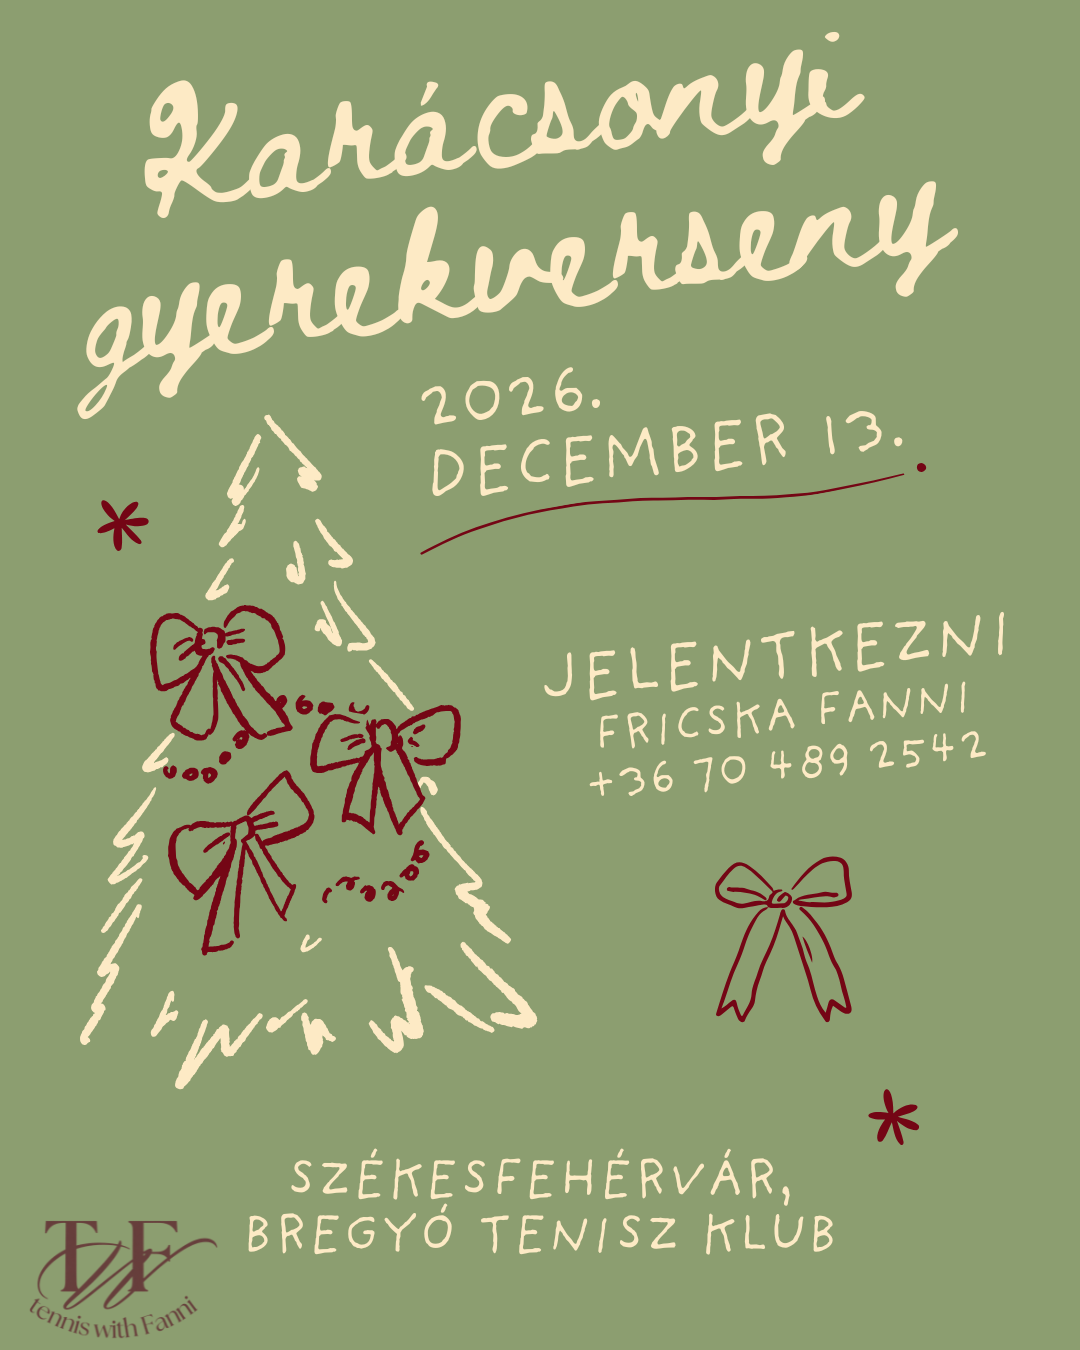 Karácsonyi
gyerekverseny
2026.
DECEMBER 13.
JELENTKEZNI
FRICSKA FANNI
+36 70 489 2542
SZÉKESFEHÉRVÁR,
BREGYÓ TENISZ KLUB
TWF
tennis with Fanni